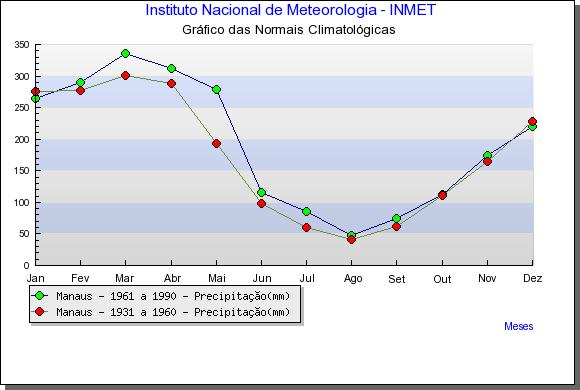 Instituto Nacional de Meteorologia - INMET
Gráfico das Normais Climatológicas
350
300
250
200
150
100
50
0
Jan Fev Mar Abr Mai Jun Jul Ago Set Out Nov Dez
Manaus - 1961 a 1990 - Precipitação(mm)
Manaus - 1931 a 1960 - Precipitação(mm)
Meses